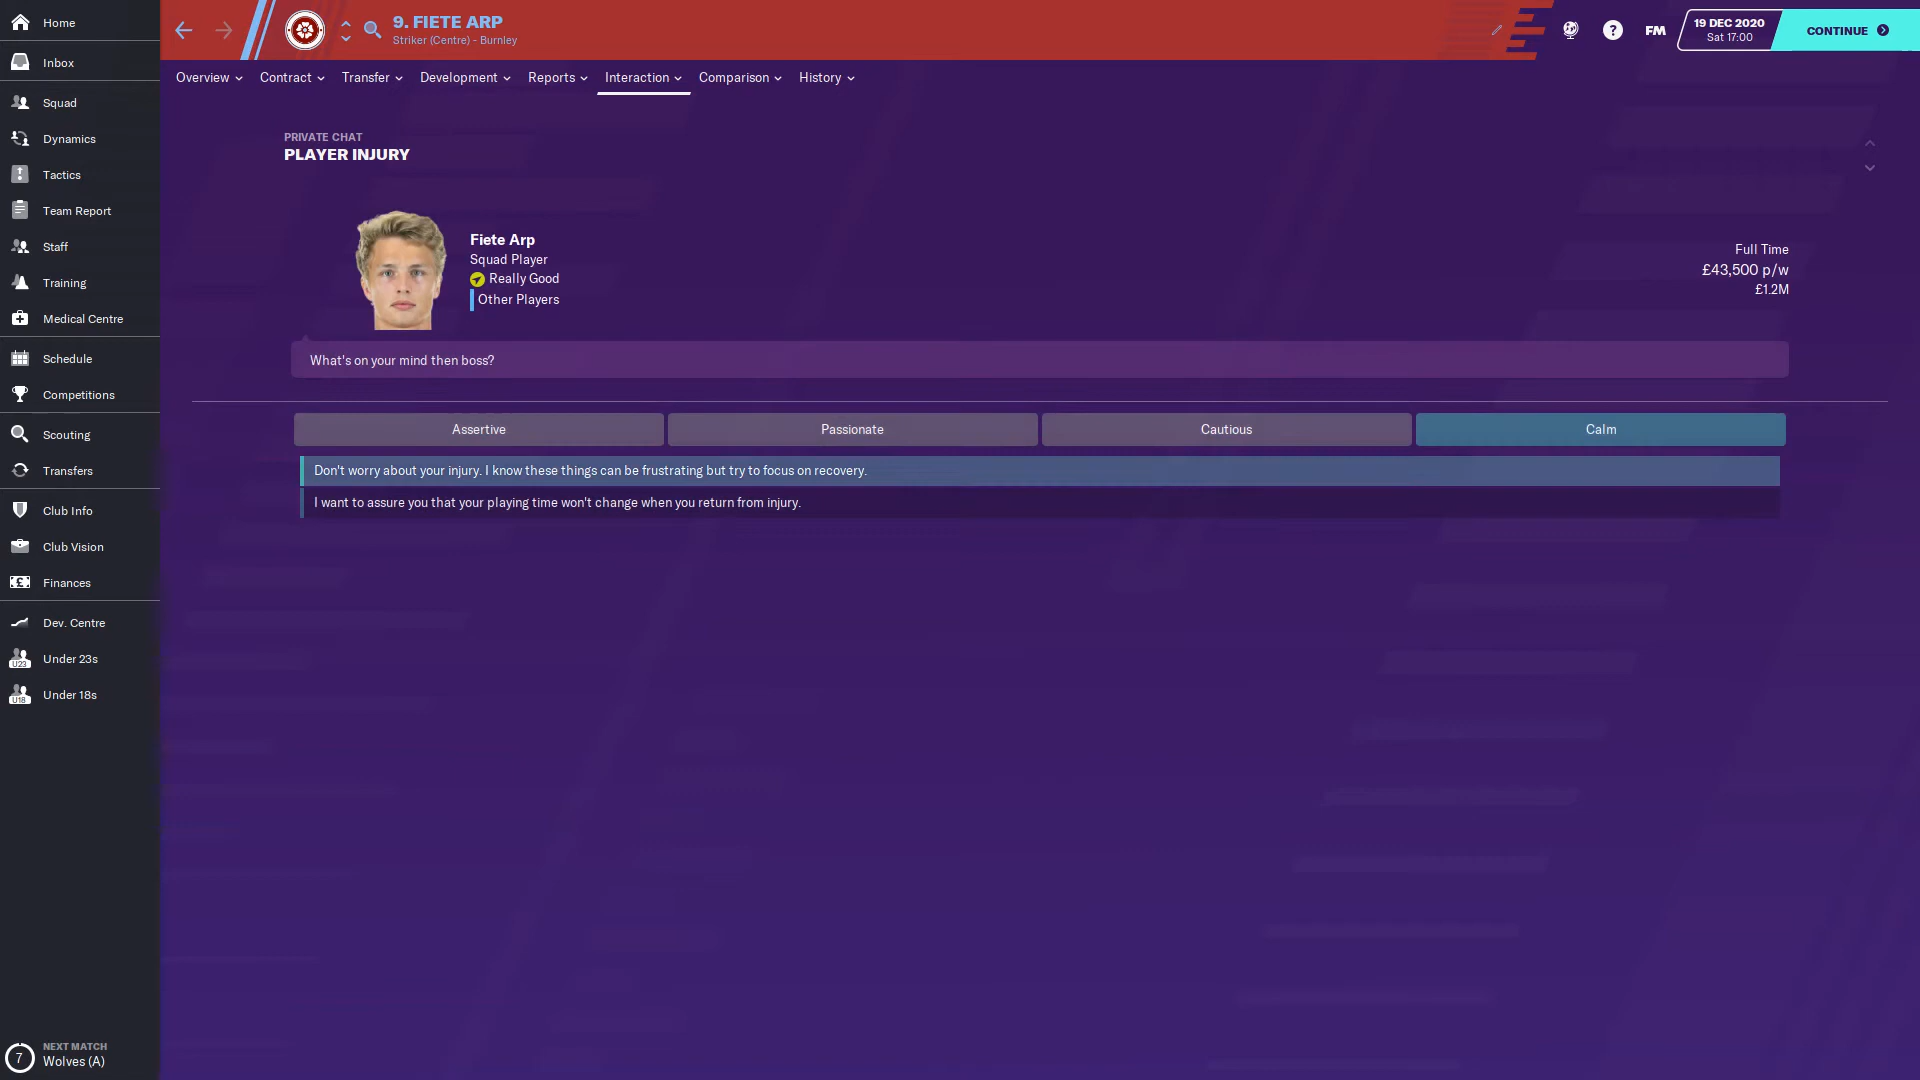 Home
Inbox
Squad
Dynamics
Tactics
Team Report
Staff
Training
Medical Centre
Schedule
Competitions
Scouting
Transfers
Club Info
Club Vision
Finances
Dev. Centre
U23
Under 23s
U18
Under 18s
7
NEXT MATCH
Wolves (A)
9. FIETE ARP
Striker (Centre) - Burnley
?
FM
19 DEC 2020
Sat 17:00
CONTINUE
Overview
Contract
Transfer
Development
Reports
Interaction
Comparison
History
PRIVATE CHAT
PLAYER INJURY
Fiete Arp
Squad Player
Really Good
Other Players
Full Time
£43,500 p/w
£1.2M
What's on your mind then boss?
Assertive
Passionate
Cautious
Calm
Don't worry about your injury. I know these things can be frustrating but try to focus on recovery.
I want to assure you that your playing time won't change when you return from injury.